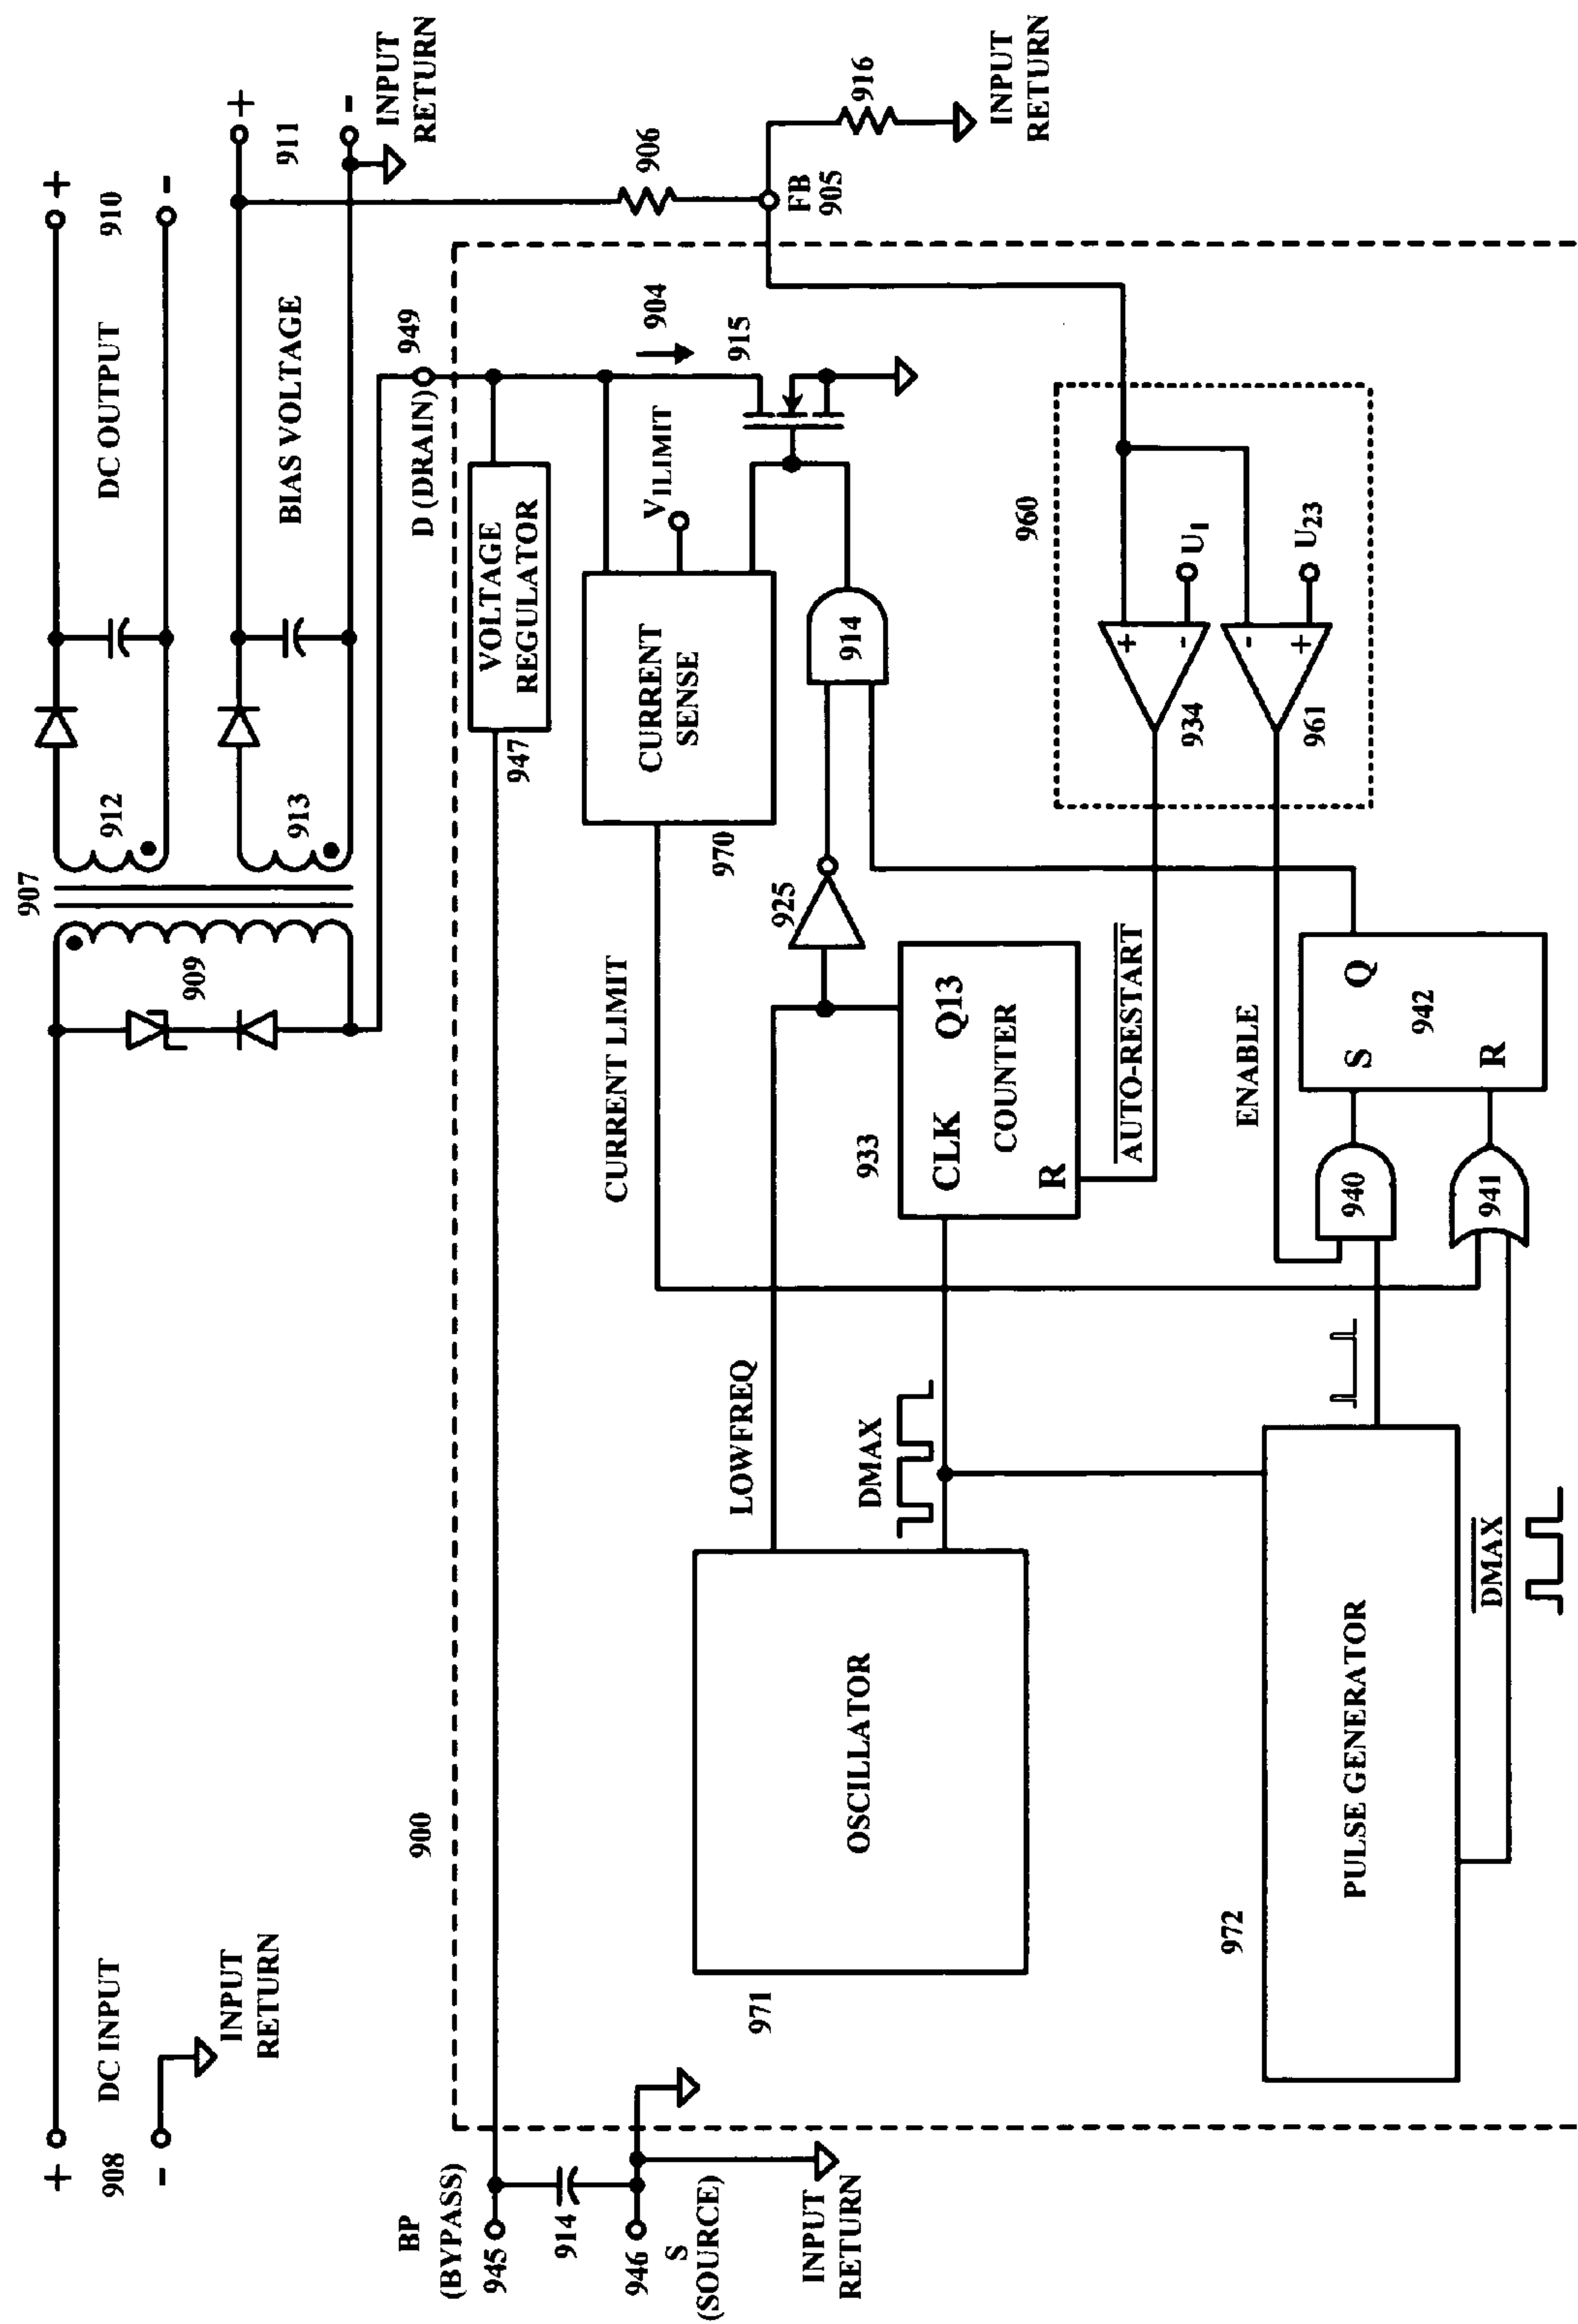 +
908
-
DC INPUT
INPUT
RETURN
907
909
912
913
DC OUTPUT
BIAS VOLTAGE
+
910
-
+
911
-
INPUT
RETURN
BP
(BYPASS)
945
914
946
S
(SOURCE)
INPUT
RETURN
900
947
VOLTAGE
REGULATOR
D (DRAIN)
949
904
915
906
FB
905
916
INPUT
RETURN
CURRENT LIMIT
970
CURRENT
SENSE
VILIMIT
971
OSCILLATOR
LOWFREQ
DMAX
933
CLK
Q13
COUNTER
R
925
914
AUTO-RESTART
960
+
-
U1
934
-
+
U23
961
ENABLE
972
PULSE GENERATOR
DMAX
940
941
S
Q
942
R